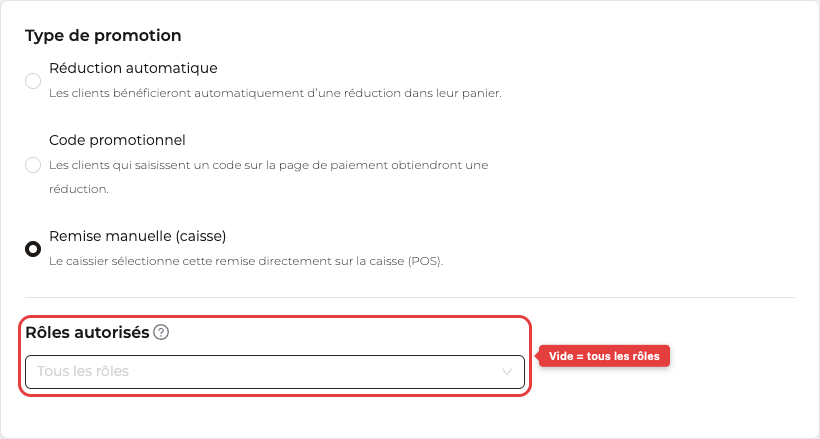 Type de promotion
Réduction automatique
Les clients bénéficieront automatiquement d'une réduction dans leur panier.
Code promotionnel
Les clients qui saisissent un code sur la page de paiement obtiendront une
réduction.
Remise manuelle (caisse)
Le caissier sélectionne cette remise directement sur la caisse (POS).
Rôles autorisés ?
Tous les rôles
Vide = tous les rôles